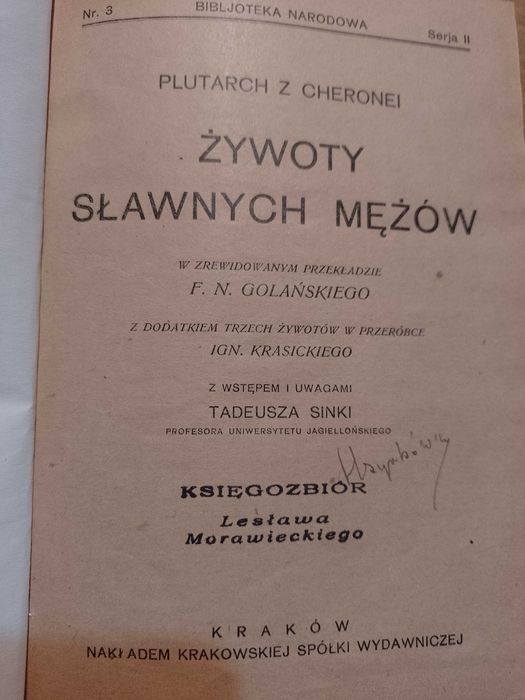 Nr. 3 BIBLJOTEKA NARODOWA Serja II
PLUTARCH Z CHERONEI
ŻYWOTY
SŁAWNYCH MĘŻÓW
W ZREWIDOWANYM PRZEKŁADZIE
F. N. GOLAŃSKIEGO
Z DODATKIEM TRZECH ŻYWOTÓW W PRZERÓBCE
IGN. KRASICKIEGO
Z WSTĘPEM I UWAGAMI
TADEUSZA SINKI
PROFESORA UNIWERSYTETU JAGIELLOŃSKIEGO
KSIĘGOZBIÓR
Lesława
Morawieckiego
KRAKÓW
NAKŁADEM KRAKOWSKIEJ SPÓŁKI WYDAWNICZEJ